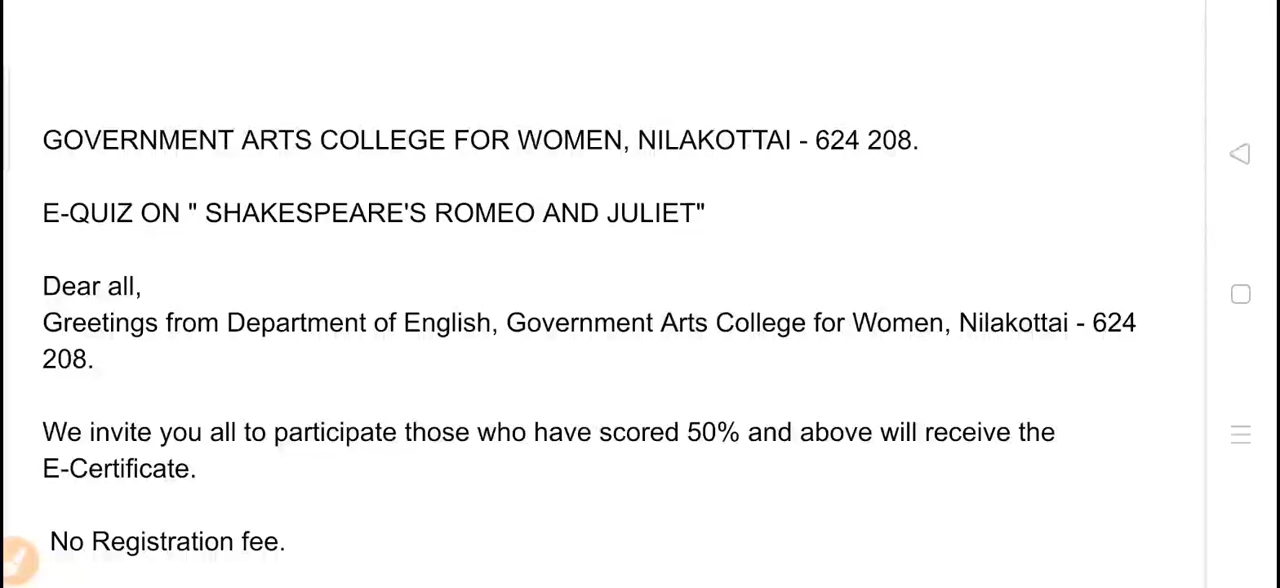 GOVERNMENT ARTS COLLEGE FOR WOMEN, NILAKOTTAI - 624 208.
E-QUIZ ON " SHAKESPEARE'S ROMEO AND JULIET"
Dear all,
Greetings from Department of English, Government Arts College for Women, Nilakottai - 624
208.
We invite you all to participate those who have scored 50% and above will receive the
E-Certificate.
No Registration fee.